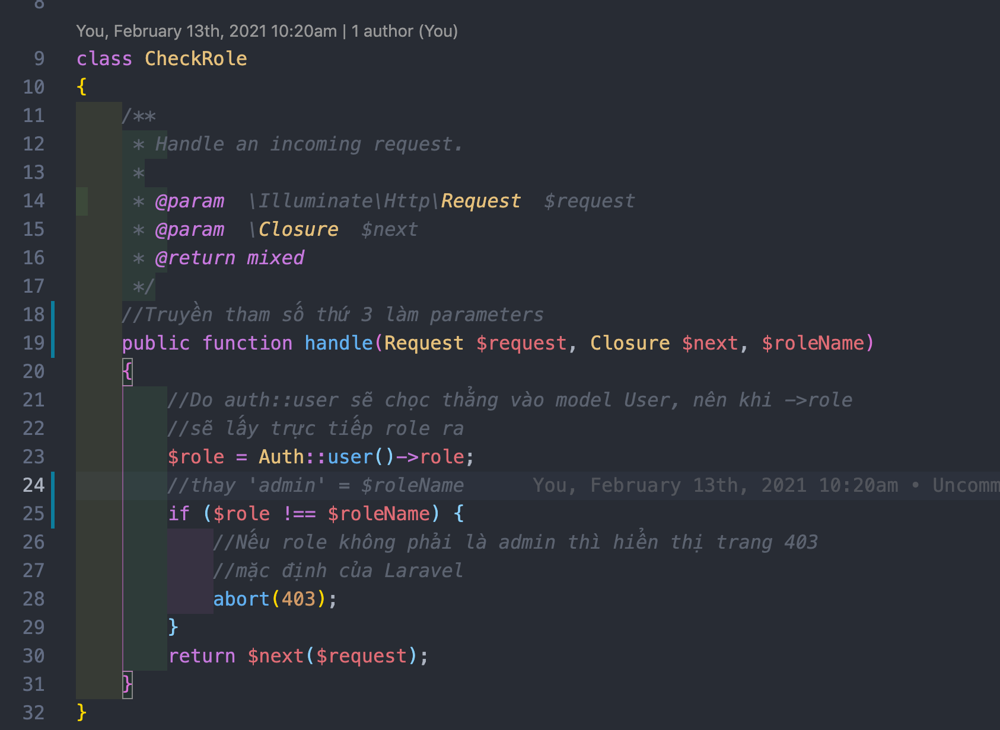 8
You, February 13th, 2021 10:20am | 1 author (You)
9 class CheckRole
10 {
11 /**
12 * Handle an incoming request.
13 *
14 * @param  \Illuminate\Http\Request  $request
15 * @param  \Closure  $next
16 * @return mixed
17 */
18 //Truyền tham số thứ 3 làm parameters
19 public function handle(Request $request, Closure $next, $roleName)
20 {
21 //Do auth::user sẽ chọc thẳng vào model User, nên khi ->role
22 //sẽ lấy trực tiếp role ra
23 $role = Auth::user()->role;
24 //thay 'admin' = $roleName You, February 13th, 2021 10:20am • Uncomm
25 if ($role !== $roleName) {
26 //Nếu role không phải là admin thì hiển thị trang 403
27 //mặc định của Laravel
28 abort(403);
29 }
30 return $next($request);
31 }
32 }